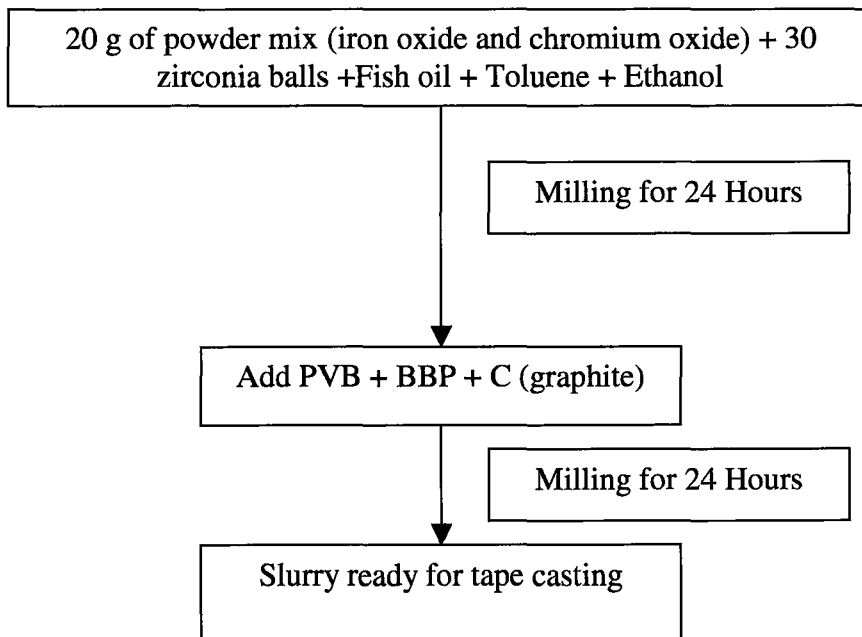 20 g of powder mix (iron oxide and chromium oxide) + 30
zirconia balls +Fish oil + Toluene + Ethanol
Milling for 24 Hours
Add PVB + BBP + C (graphite)
Milling for 24 Hours
Slurry ready for tape casting